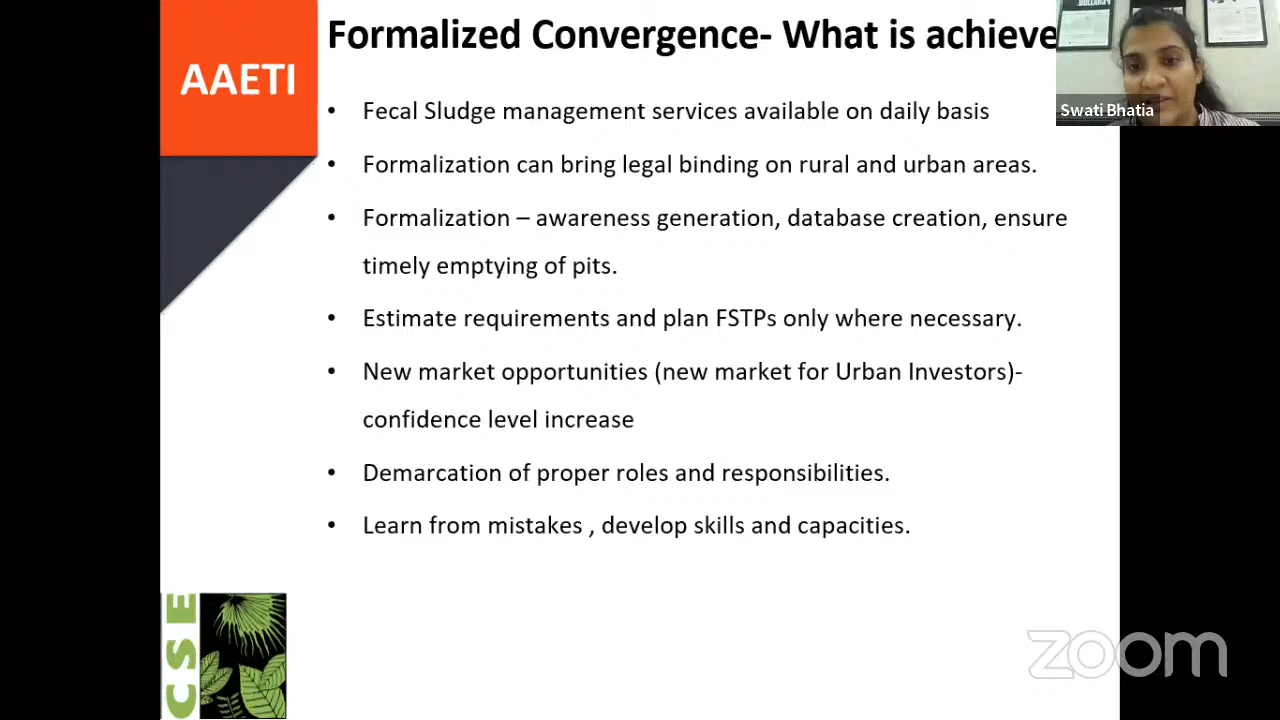 AAETI
Formalized Convergence- What is achieve
Swati Bhatia
• Fecal Sludge management services available on daily basis
• Formalization can bring legal binding on rural and urban areas.
• Formalization – awareness generation, database creation, ensure
timely emptying of pits.
• Estimate requirements and plan FSTPs only where necessary.
• New market opportunities (new market for Urban Investors)-
confidence level increase
• Demarcation of proper roles and responsibilities.
• Learn from mistakes , develop skills and capacities.
CSE
zoom